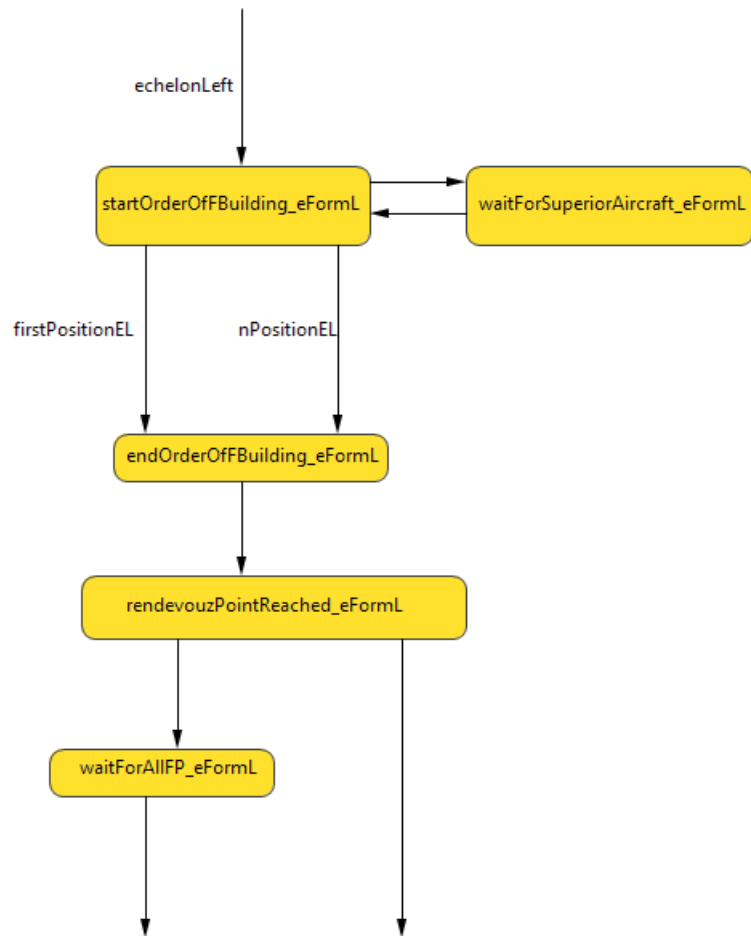 echelonLeft
startOrderOfFBuilding_eFormL
waitForSuperiorAircraft_eFormL
firstPositionEL
nPositionEL
endOrderOfFBuilding_eFormL
rendevouzPointReached_eFormL
waitForAllFP_eFormL